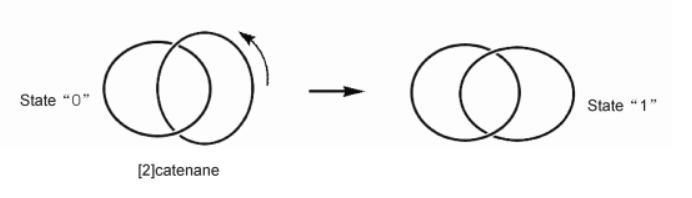 State “0”
State “1”
[2]catenane